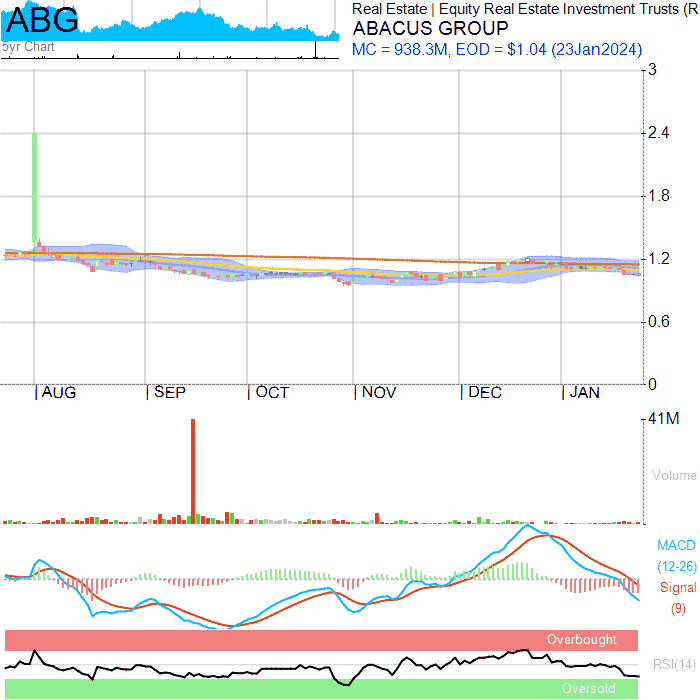 ABG
5yr Chart
Real Estate | Equity Real Estate Investment Trusts (R
ABACUS GROUP
MC = 938.3M, EOD = $1.04 (23Jan2024)
3
2.4
1.8
1.2
0.6
0
| AUG | SEP | OCT | NOV | DEC | JAN
41M
Volume
MACD
(12-26)
Signal
(9)
Overbought
RSI(14)
Oversold